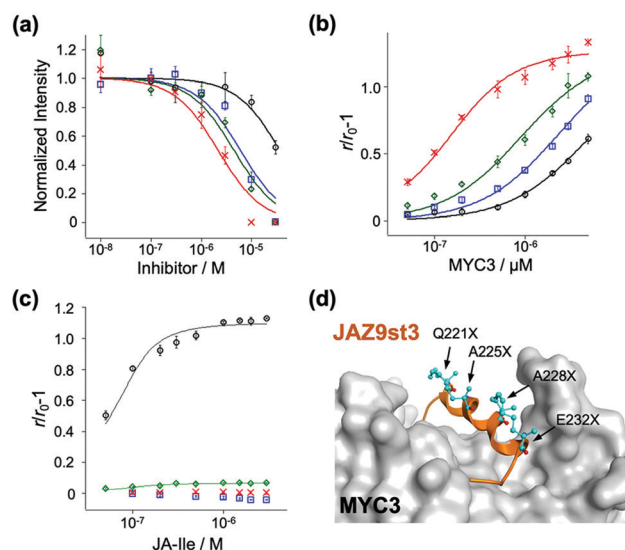 (a)
1.2
1.0
0.8
0.6
0.4
0.2
0
Normalized Intensity
10-8 10-7 10-6 10-5
Inhibitor / M
(b)
1.0
0.5
0
r/r0-1
10-7 10-6
MYC3 / μM
(c)
1.2
1.0
0.8
0.6
0.4
0.2
0
r/r0-1
10-7 10-6
JA-Ile / M
(d)
JAZ9st3
Q221X
A225X
A228X
E232X
MYC3